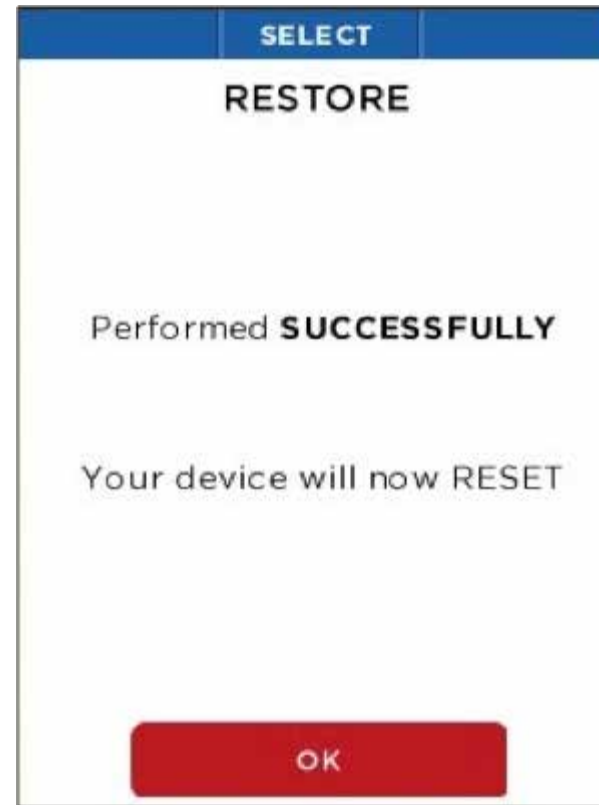 SELECT
RESTORE
Performed SUCCESSFULLY
Your device will now RESET
OK